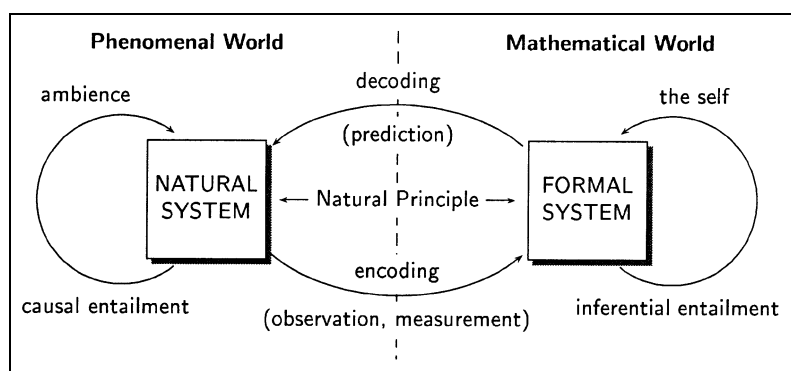 Phenomenal World
Mathematical World
decoding
ambience
the self
(prediction)
NATURAL
SYSTEM
Natural Principle
FORMAL
SYSTEM
encoding
causal entailment
(observation, measurement)
inferential entailment